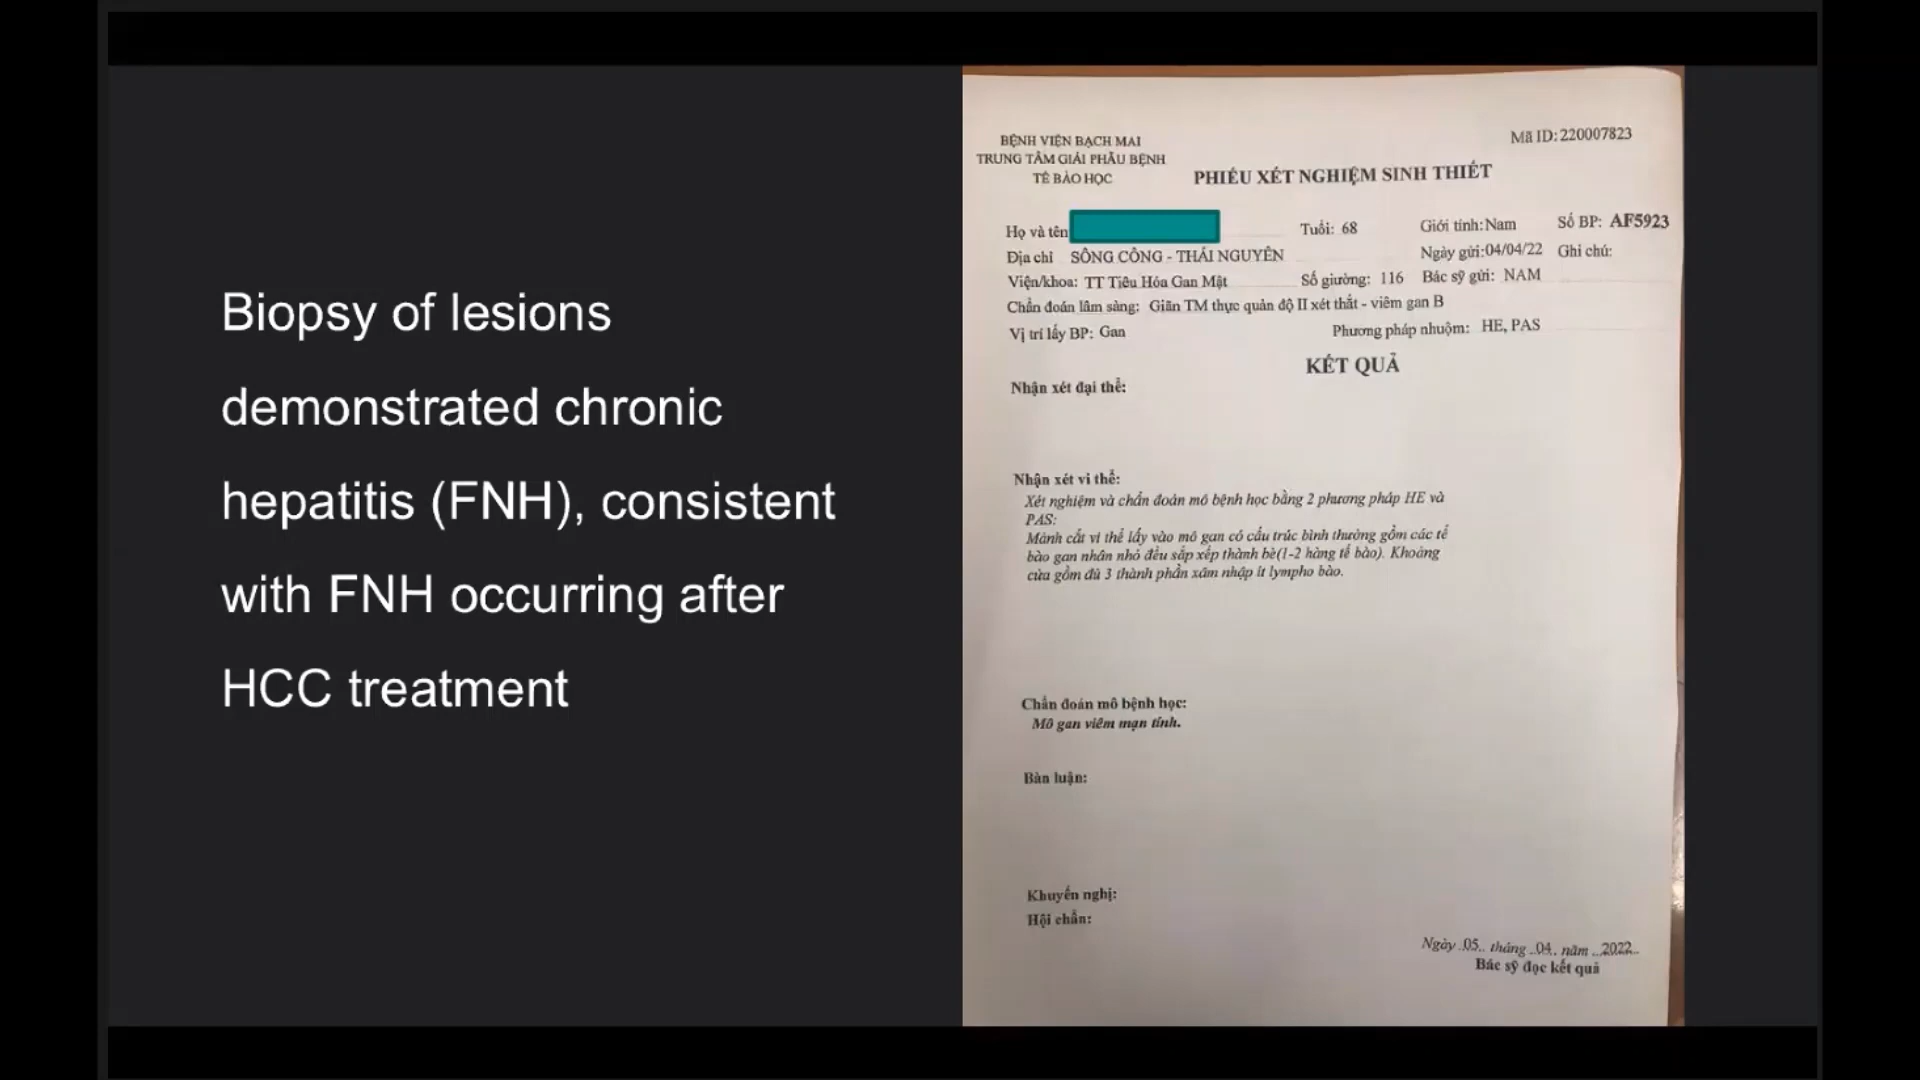 Biopsy of lesions
demonstrated chronic
hepatitis (FNH), consistent
with FNH occurring after
HCC treatment
BỆNH VIỆN BẠCH MAI
TRUNG TÂM GIẢI PHẪU BỆNH
TẾ BÀO HỌC
Mã ID: 220007823
PHIẾU XÉT NGHIỆM SINH THIẾT
Họ và tên Tuổi: 68 Giới tính: Nam Số BP: AF5923
Địa chỉ SÔNG CÔNG - THÁI NGUYÊN Ngày gửi: 04/04/22 Ghi chú:
Viện/khoa: TT Tiêu Hóa Gan Mật Số giường: 116 Bác sỹ gửi: NAM
Chẩn đoán lâm sàng: Giãn TM thực quản độ II xét thắt - viêm gan B
Vị trí lấy BP: Gan Phương pháp nhuộm: HE, PAS
KẾT QUẢ
Nhận xét đại thể:
Nhận xét vi thể:
Xét nghiệm và chẩn đoán mô bệnh học bằng 2 phương pháp HE và
PAS:
Mảnh cắt vi thể lấy vào mô gan có cấu trúc bình thường gồm các tế
bào gan nhân nhỏ đều sắp xếp thành bè(1-2 hàng tế bào). Khoảng
cửa gồm đủ 3 thành phần xâm nhập ít lympho bào.
Chẩn đoán mô bệnh học:
Mô gan viêm mạn tính.
Bàn luận:
Khuyến nghị:
Hội chẩn:
Ngày..05.. tháng ..04.. năm ...2022...
Bác sỹ đọc kết quả